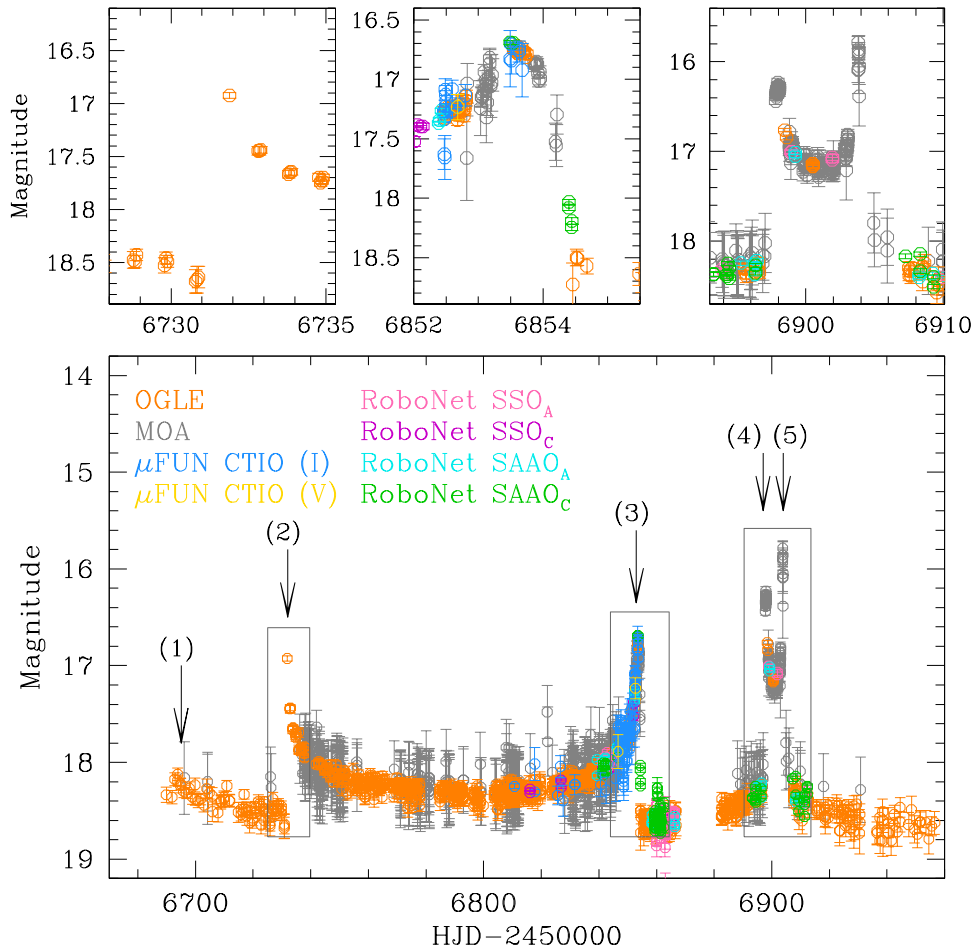 16.5
17
17.5
18
18.5
Magnitude
6730
6735
16.5
17
17.5
18
18.5
6852
6854
16
17
18
6900
6910
14
15
16
17
18
19
Magnitude
OGLE
MOA
μFUN CTIO (I)
μFUN CTIO (V)
RoboNet SSO_A
RoboNet SSO_C
RoboNet SAAO_A
RoboNet SAAO_C
(1)
(2)
(3)
(4) (5)
6700
6800
6900
HJD-2450000